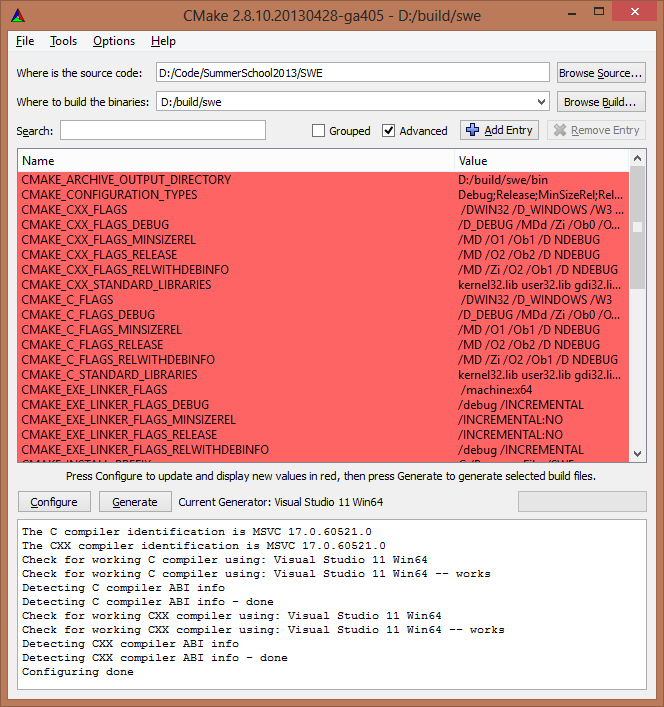 CMake 2.8.10.20130428-ga405 - D:/build/swe
File Tools Options Help
Where is the source code: D:/Code/SummerSchool2013/SWE Browse Source...
Where to build the binaries: D:/build/swe Browse Build...
Search: Grouped Advanced Add Entry Remove Entry
Name Value
CMAKE_ARCHIVE_OUTPUT_DIRECTORY D:/build/swe/bin
CMAKE_CONFIGURATION_TYPES Debug;Release;MinSizeRel;Rel...
CMAKE_CXX_FLAGS /DWIN32 /D_WINDOWS /W3 ...
CMAKE_CXX_FLAGS_DEBUG /D_DEBUG /MDd /Zi /Ob0 /O...
CMAKE_CXX_FLAGS_MINSIZEREL /MD /O1 /Ob1 /D NDEBUG
CMAKE_CXX_FLAGS_RELEASE /MD /O2 /Ob2 /D NDEBUG
CMAKE_CXX_FLAGS_RELWITHDEBINFO /MD /Zi /O2 /Ob1 /D NDEBUG
CMAKE_CXX_STANDARD_LIBRARIES kernel32.lib user32.lib gdi32.li...
CMAKE_C_FLAGS /DWIN32 /D_WINDOWS /W3
CMAKE_C_FLAGS_DEBUG /D_DEBUG /MDd /Zi /Ob0 /O...
CMAKE_C_FLAGS_MINSIZEREL /MD /O1 /Ob1 /D NDEBUG
CMAKE_C_FLAGS_RELEASE /MD /O2 /Ob2 /D NDEBUG
CMAKE_C_FLAGS_RELWITHDEBINFO /MD /Zi /O2 /Ob1 /D NDEBUG
CMAKE_C_STANDARD_LIBRARIES kernel32.lib user32.lib gdi32.li...
CMAKE_EXE_LINKER_FLAGS /machine:x64
CMAKE_EXE_LINKER_FLAGS_DEBUG /debug /INCREMENTAL
CMAKE_EXE_LINKER_FLAGS_MINSIZEREL /INCREMENTAL:NO
CMAKE_EXE_LINKER_FLAGS_RELEASE /INCREMENTAL:NO
CMAKE_EXE_LINKER_FLAGS_RELWITHDEBINFO /debug /INCREMENTAL
Press Configure to update and display new values in red, then press Generate to generate selected build files.
Configure Generate Current Generator: Visual Studio 11 Win64
The C compiler identification is MSVC 17.0.60521.0
The CXX compiler identification is MSVC 17.0.60521.0
Check for working C compiler using: Visual Studio 11 Win64
Check for working C compiler using: Visual Studio 11 Win64 -- works
Detecting C compiler ABI info
Detecting C compiler ABI info - done
Check for working CXX compiler using: Visual Studio 11 Win64
Check for working CXX compiler using: Visual Studio 11 Win64 -- works
Detecting CXX compiler ABI info
Detecting CXX compiler ABI info - done
Configuring done